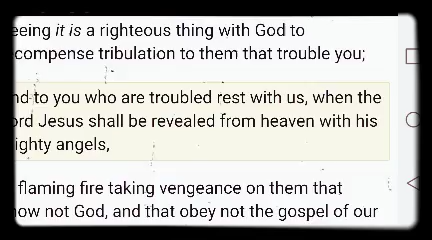 eeing it is a righteous thing with God to
compense tribulation to them that trouble you;
nd to you who are troubled rest with us, when the
ord Jesus shall be revealed from heaven with his
ighty angels,
flaming fire taking vengeance on them that
now not God, and that obey not the gospel of our